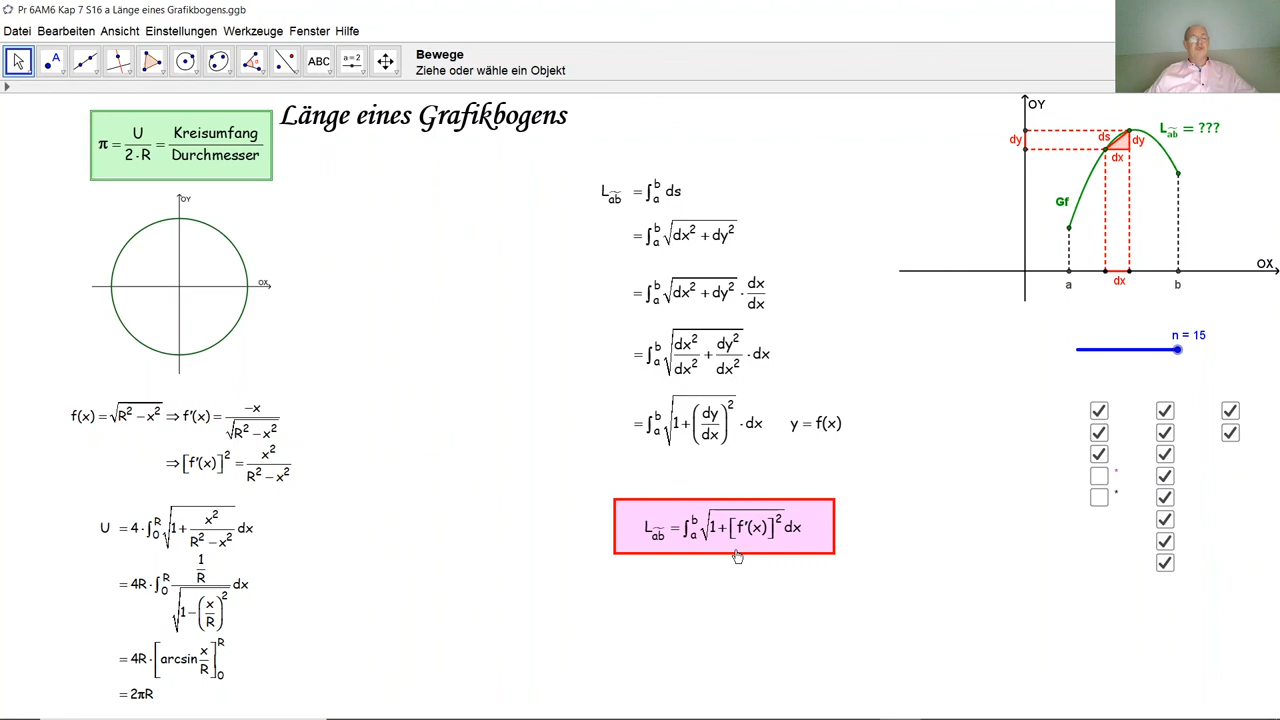 Pr 6AM6 Kap 7 S16 a Länge eines Grafikbogens.ggb
Datei Bearbeiten Ansicht Einstellungen Werkzeuge Fenster Hilfe
A
ABC
a=2
Bewege
Ziehe oder wähle ein Objekt
Länge eines Grafikbogens
π = U / (2·R) = Kreisumfang / Durchmesser
OY
OX
f(x) = √(R² − x²) ⇒ f'(x) = −x / √(R² − x²)
⇒ [f'(x)]² = x² / (R² − x²)
U = 4·∫₀ᴿ √(1 + x² / (R² − x²)) dx
= 4R·∫₀ᴿ (1/R) / √(1 − (x/R)²) dx
= 4R·[arcsin x/R]₀ᴿ
= 2πR
L_ab = ∫ₐᵇ ds
= ∫ₐᵇ √(dx² + dy²)
= ∫ₐᵇ √(dx² + dy²) · dx/dx
= ∫ₐᵇ √(dx²/dx² + dy²/dx²) · dx
= ∫ₐᵇ √(1 + (dy/dx)²) · dx y = f(x)
L_ab = ∫ₐᵇ √(1 + [f'(x)]²) dx
OY
L_ab = ???
dy
ds
dy
dx
Gf
OX
a
dx
b
n = 15
*
*